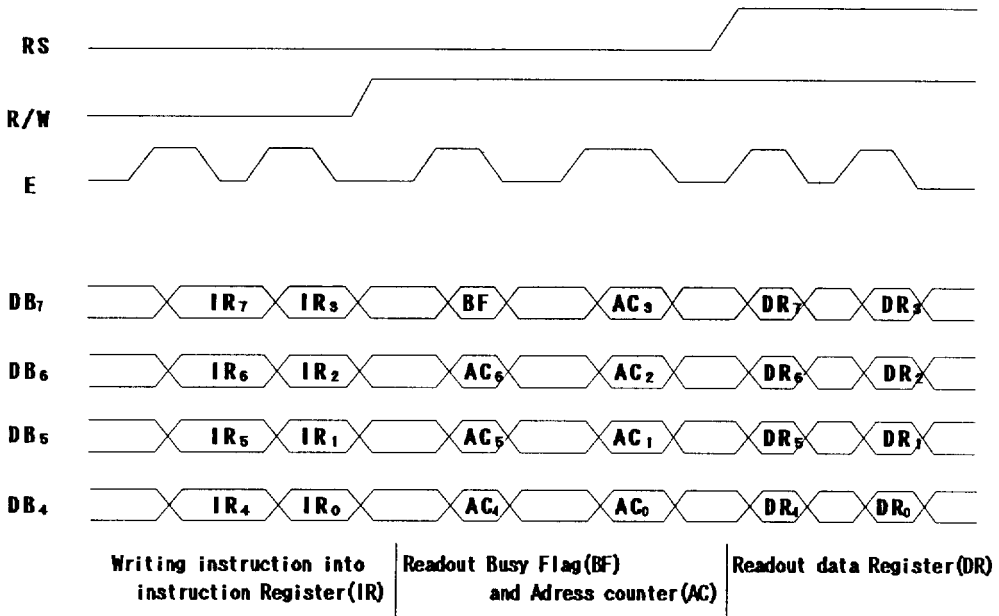 RS
R/W
E
DB₇ IR₇ IR₃ BF AC₃ DR₇ DR₃
DB₆ IR₆ IR₂ AC₆ AC₂ DR₆ DR₂
DB₅ IR₅ IR₁ AC₅ AC₁ DR₅ DR₁
DB₄ IR₄ IR₀ AC₄ AC₀ DR₄ DR₀
Writing instruction into Readout Busy Flag(BF) Readout data Register(DR)
instruction Register(IR) and Adress counter(AC)